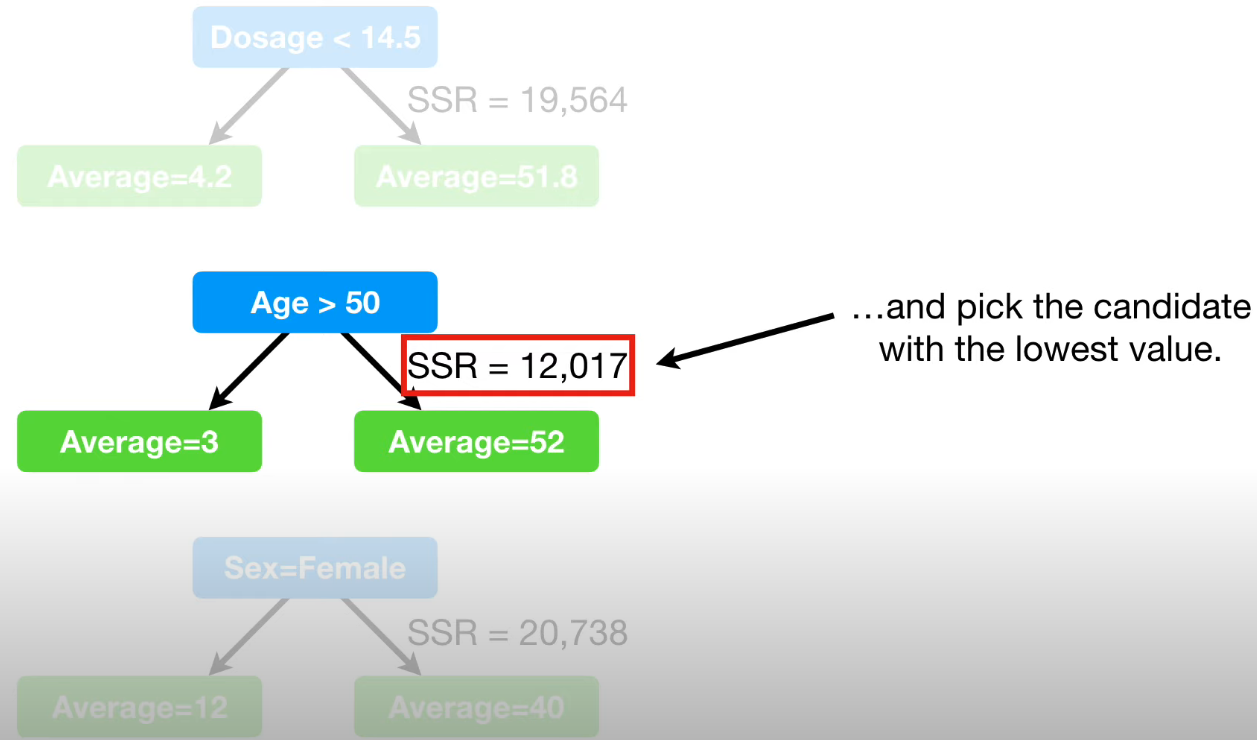 Dosage < 14.5
SSR = 19,564
Average=4.2
Average=51.8
Age > 50
SSR = 12,017
Average=3
Average=52
…and pick the candidate
with the lowest value.
Sex=Female
SSR = 20,738
Average=12
Average=40